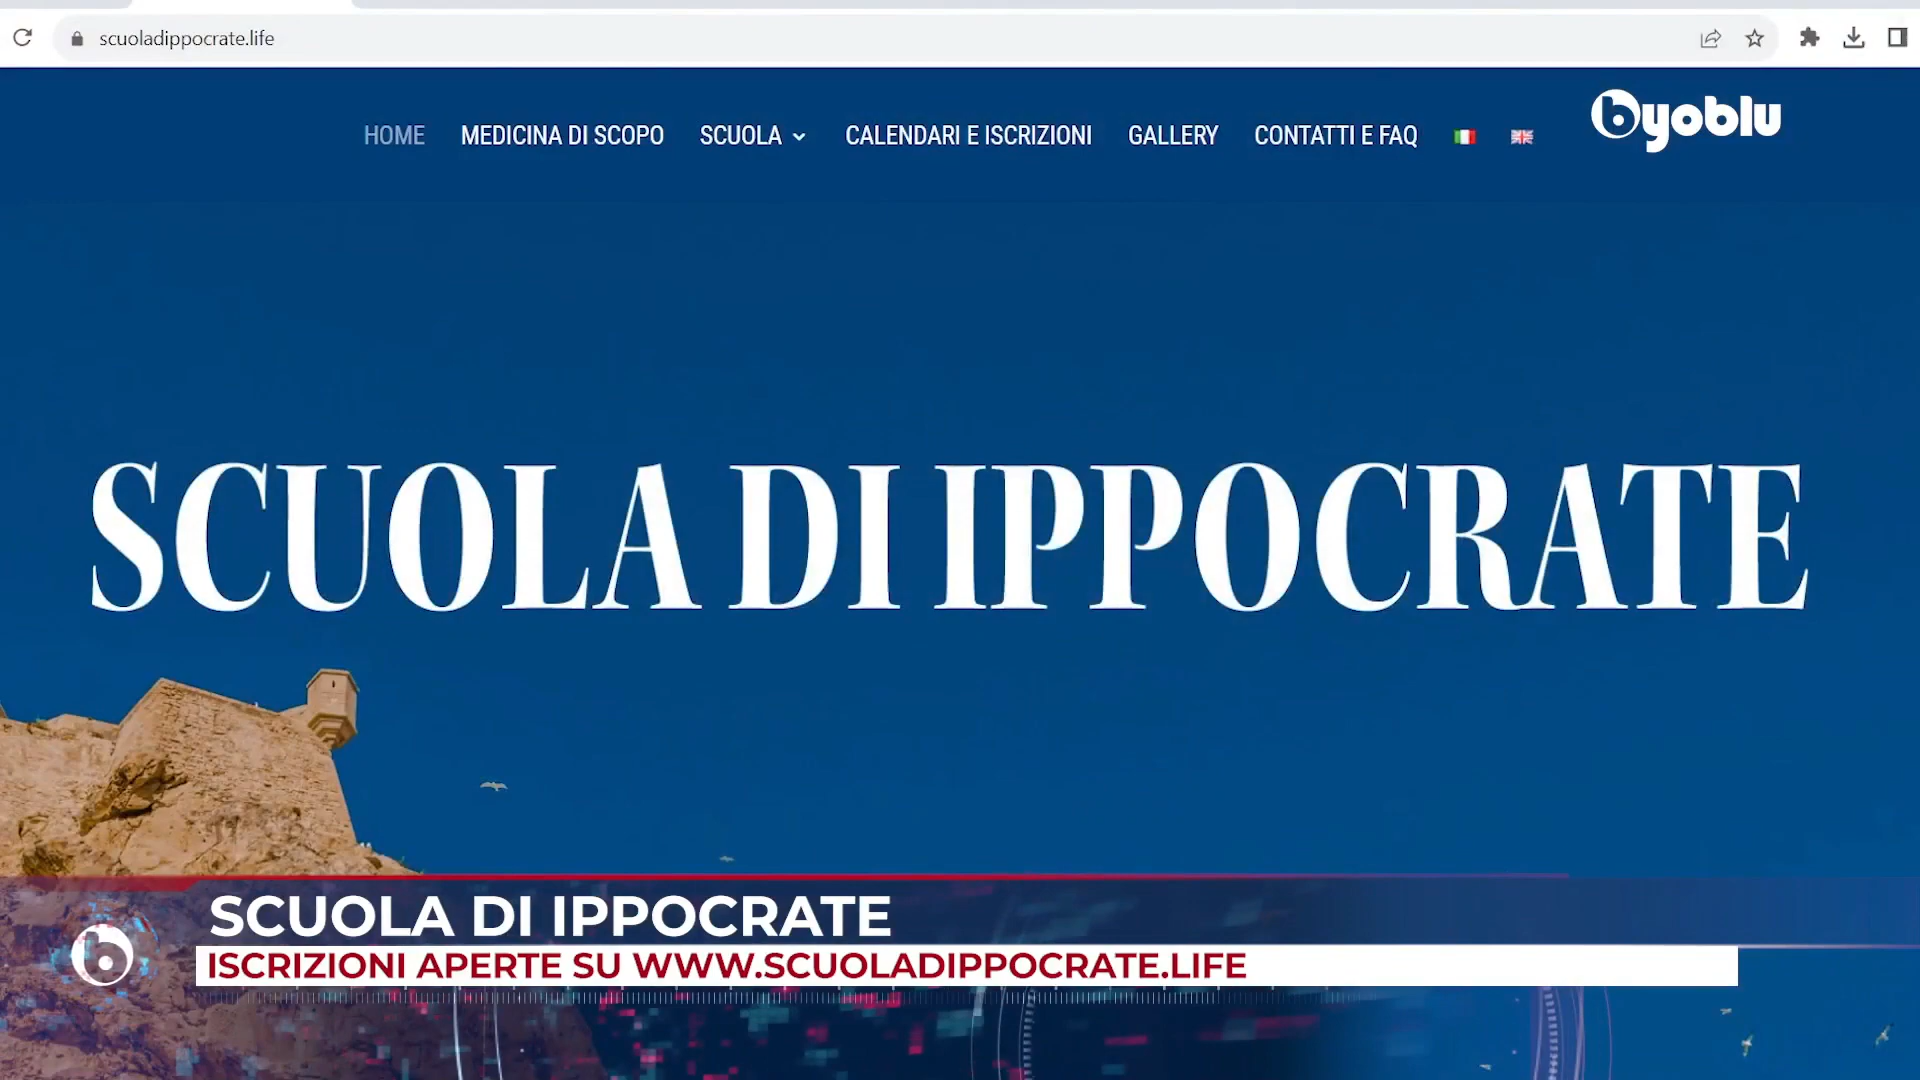 scuoladippocrate.life
HOME MEDICINA DI SCOPO SCUOLA CALENDARI E ISCRIZIONI GALLERY CONTATTI E FAQ
byoblu
SCUOLA DI IPPOCRATE
SCUOLA DI IPPOCRATE
ISCRIZIONI APERTE SU WWW.SCUOLADIPPOCRATE.LIFE